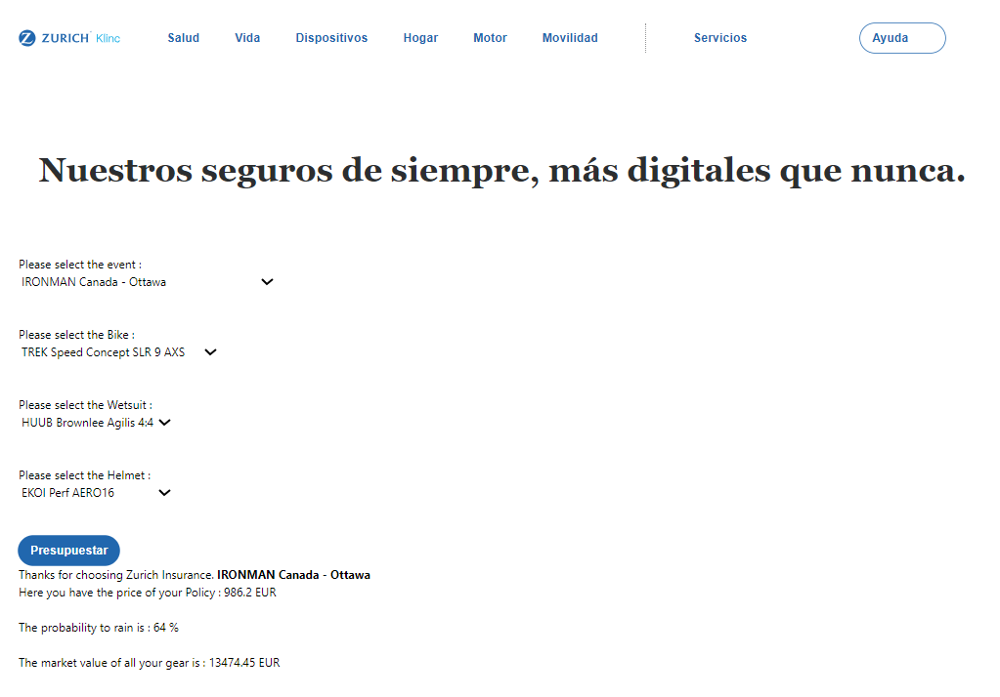 ZURICH Klinc Salud Vida Dispositivos Hogar Motor Movilidad Servicios Ayuda
Nuestros seguros de siempre, más digitales que nunca.
Please select the event :
IRONMAN Canada - Ottawa
Please select the Bike :
TREK Speed Concept SLR 9 AXS
Please select the Wetsuit :
HUUB Brownlee Agilis 4:4
Please select the Helmet :
EKOI Perf AERO16
Presupuestar
Thanks for choosing Zurich Insurance. IRONMAN Canada - Ottawa
Here you have the price of your Policy : 986.2 EUR
The probability to rain is : 64 %
The market value of all your gear is : 13474.45 EUR